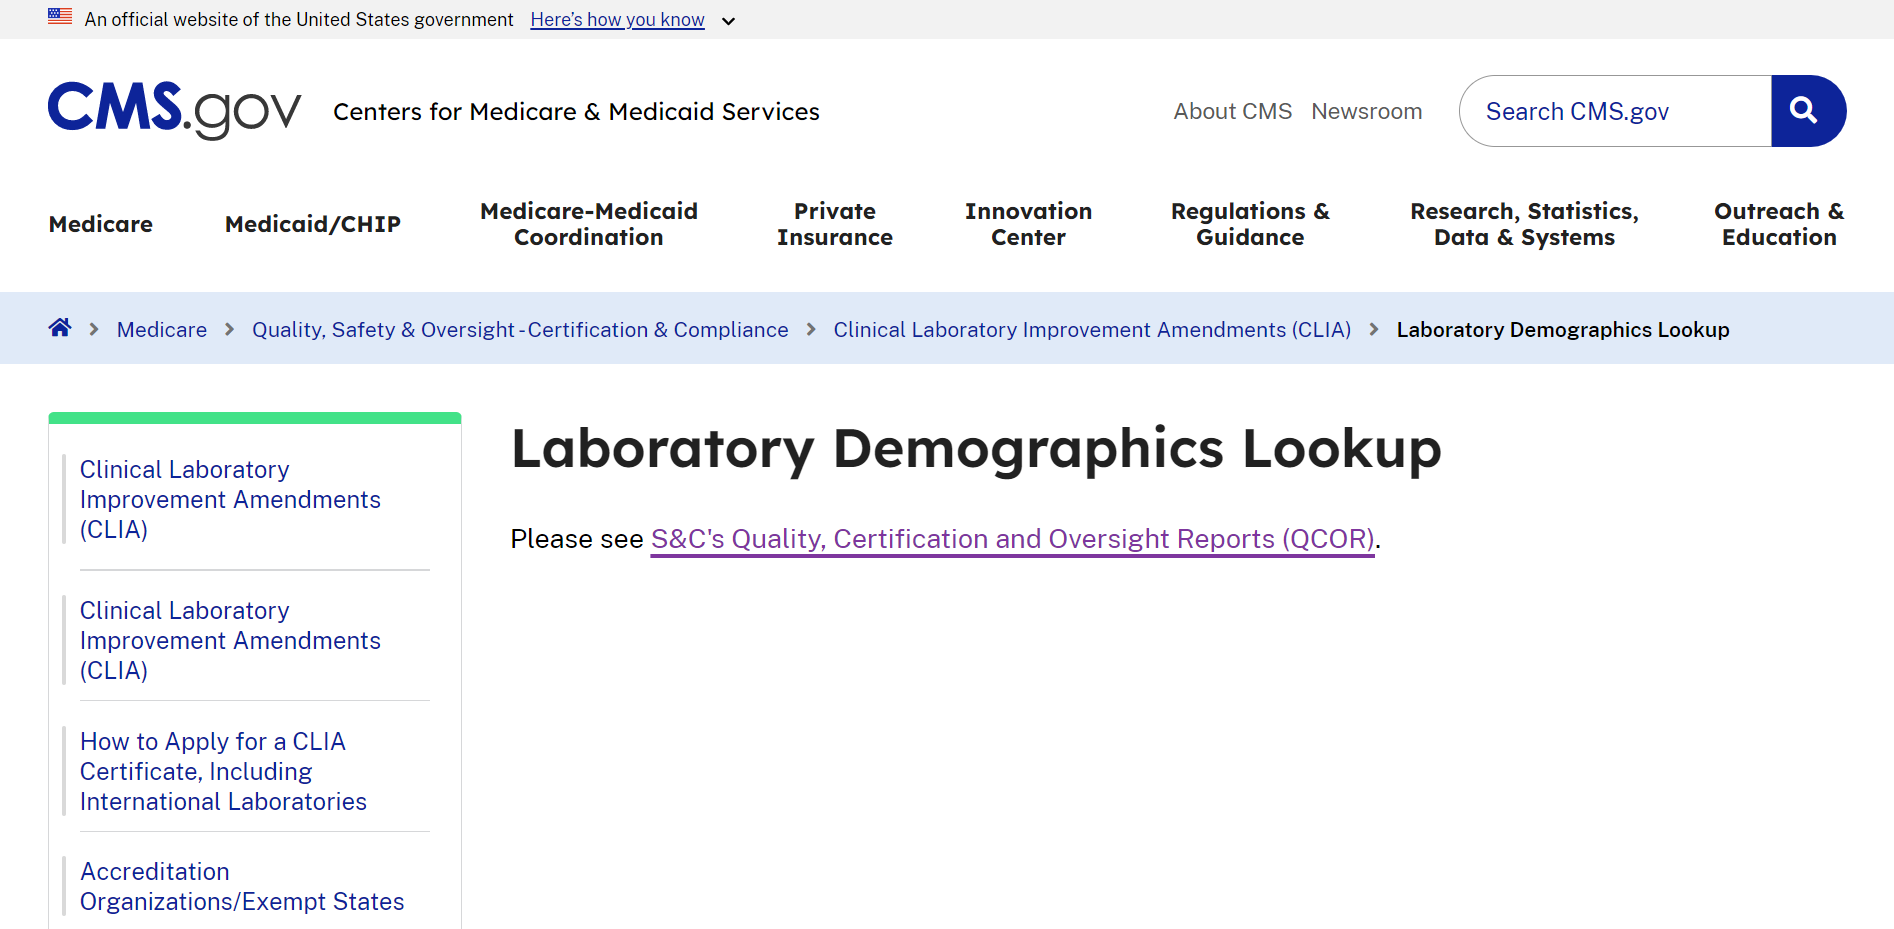 An official website of the United States government Here's how you know
CMS.gov Centers for Medicare & Medicaid Services
About CMS Newsroom Search CMS.gov
Medicare
Medicaid/CHIP
Medicare-Medicaid
Coordination
Private
Insurance
Innovation
Center
Regulations &
Guidance
Research, Statistics,
Data & Systems
Outreach &
Education
Medicare Quality, Safety & Oversight - Certification & Compliance Clinical Laboratory Improvement Amendments (CLIA) Laboratory Demographics Lookup
Clinical Laboratory
Improvement Amendments
(CLIA)
Clinical Laboratory
Improvement Amendments
(CLIA)
How to Apply for a CLIA
Certificate, Including
International Laboratories
Accreditation
Organizations/Exempt States
Laboratory Demographics Lookup
Please see S&C's Quality, Certification and Oversight Reports (QCOR).